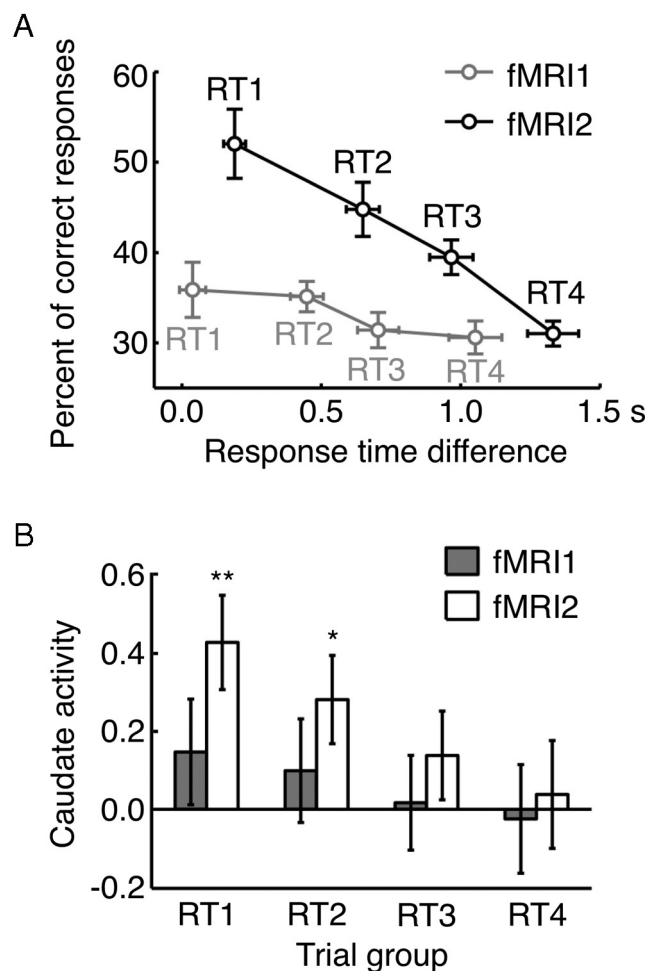 A
Percent of correct responses
60
50
40
30
fMRI1
fMRI2
RT1
RT2
RT3
RT4
RT1
RT2
RT3
RT4
0.0 0.5 1.0 1.5 s
Response time difference
B
Caudate activity
0.6
0.4
0.2
0.0
-0.2
fMRI1
fMRI2
**
*
RT1 RT2 RT3 RT4
Trial group